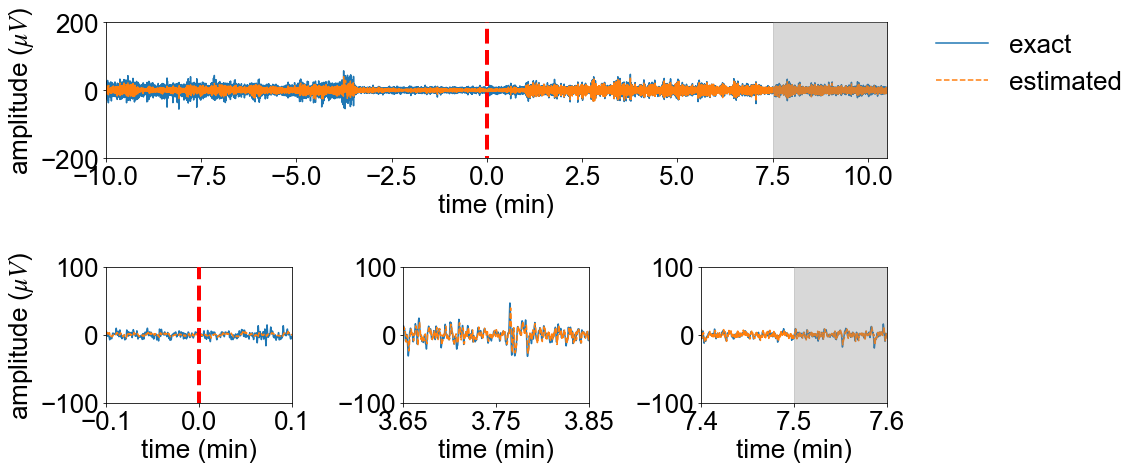 amplitude (μV)
200
0
−200
−10.0 −7.5 −5.0 −2.5 0.0 2.5 5.0 7.5 10.0
time (min)
exact
estimated
amplitude (μV)
100
0
−100
−0.1 0.0 0.1
time (min)
100
0
−100
3.65 3.75 3.85
time (min)
100
0
−100
7.4 7.5 7.6
time (min)